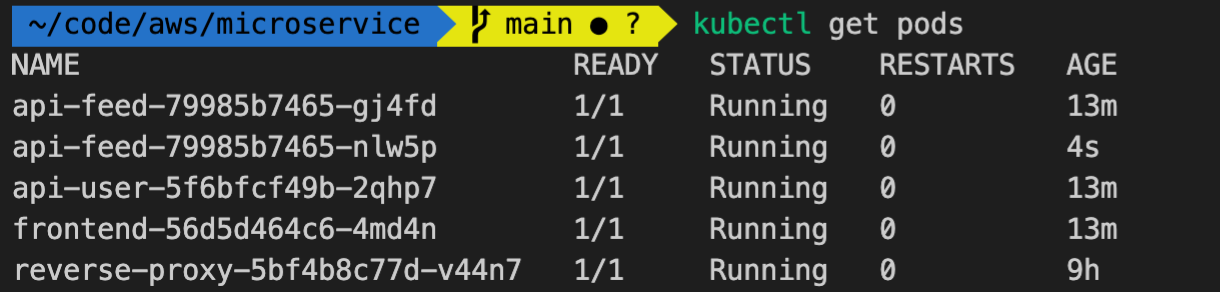 ~/code/aws/microservice main ● ? kubectl get pods
NAME READY STATUS RESTARTS AGE
api-feed-79985b7465-gj4fd 1/1 Running 0 13m
api-feed-79985b7465-nlw5p 1/1 Running 0 4s
api-user-5f6bfcf49b-2qhp7 1/1 Running 0 13m
frontend-56d5d464c6-4md4n 1/1 Running 0 13m
reverse-proxy-5bf4b8c77d-v44n7 1/1 Running 0 9h